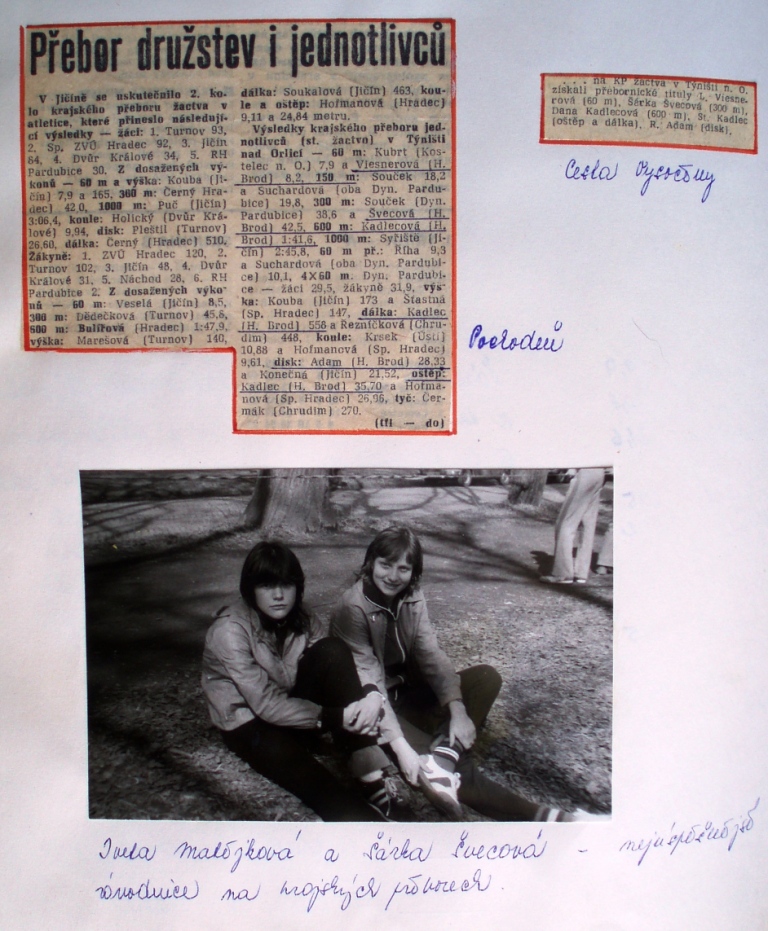 Přebor družstev i jednotlivců
V Jičíně se uskutečnilo 2. ko-
lo krajského přeboru žactva v
atletice, které přineslo následují-
cí výsledky — žáci: 1. Turnov 93,
2. Sp. ZVÚ Hradec 92, 3. Jičín
64, 4. Dvůr Králové 34, 5. RH
Pardubice 30. Z dosažených vý-
konů — 60 m a výška: Kouba (Ji-
čín) 7,9 a 165, 300 m: Černý (Hra-
dec) 42,0, 1000 m: Puč (Jičín)
3:06,4, koule: Holický (Dvůr Krá-
lové) 9,94, disk: Pleštil (Turnov)
26,60, dálka: Černý (Hradec) 510.
Žákyně: 1. ZVÚ Hradec 120, 2.
Turnov 102, 3. Jičín 48, 4. Dvůr
Králové 31, 5. Náchod 28, 6. RH
Pardubice 2. Z dosažených výko-
nů — 60 m: Veselá (Jičín) 8,5,
300 m: Dědečková (Turnov) 45,6,
600 m: Bulířová (Hradec) 1:47,9,
výška: Marešová (Turnov) 140,
dálka: Soukalová (Jičín) 463, kou-
le a oštěp: Hofmanová (Hradec)
9,11 a 24,84 metru.
Výsledky krajského přeboru jed-
notlivců (st. žactvo) v Týništi
nad Orlicí — 60 m: Kubrt (Kos-
telec n. O.) 7,9 a Viesnerová (H.
Brod) 8,2, 150 m: Souček 18,2
a Suchardová (oba Dyn. Pardu-
bice) 19,8, 300 m: Souček (Dyn.
Pardubice) 38,6 a Švecová (H.
Brod) 42,5, 600 m: Kadlecová (H.
Brod) 1:41,6, 1000 m: Syřiště (Ji-
čín) 2:45,8, 60 m př.: Říha 9,3
a Suchardová (oba Dyn. Pardubi-
ce) 10,1, 4×60 m: Dyn. Pardubi-
ce — žáci 29,5, žákyně 31,9, výš-
ka: Kouba (Jičín) 173 a Šťastná
(Sp. Hradec) 147, dálka: Kadlec
(H. Brod) 556 a Řezníčková (Chru-
dim) 448, koule: Krsek (Ústí)
10,88 a Hofmanová (Sp. Hradec)
9,61, disk: Adam (H. Brod) 28,33
a Konečná (Jičín) 21,52, oštěp:
Kadlec (H. Brod) 35,70 a Hofma-
nová (Sp. Hradec) 26,96, tyč: Čer-
mák (Chrudim) 270.
(tři — do)
... na KP žactva v Týništi n. O.
získali přebornické tituly L. Viesne-
rová (60 m), Šárka Švecová (300 m),
Dana Kadlecová (600 m), St. Kadlec
(oštěp a dálka), R. Adam (disk),
Cesta Vysočiny
Pochodeň
Iveta Matějková a Šárka Švecová – nejúspěšnější
závodnice na krajských přeborech.